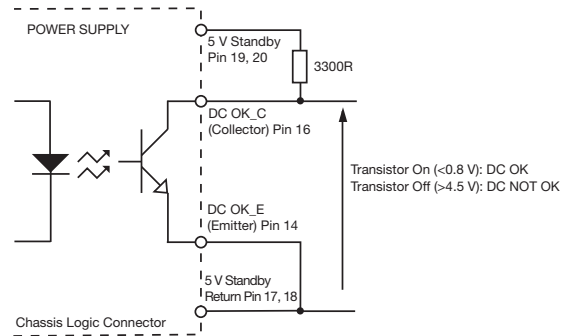 POWER SUPPLY
5 V Standby
Pin 19, 20
3300R
DC OK_C
(Collector) Pin 16
Transistor On (<0.8 V): DC OK
Transistor Off (>4.5 V): DC NOT OK
DC OK_E
(Emitter) Pin 14
5 V Standby
Return Pin 17, 18
Chassis Logic Connector